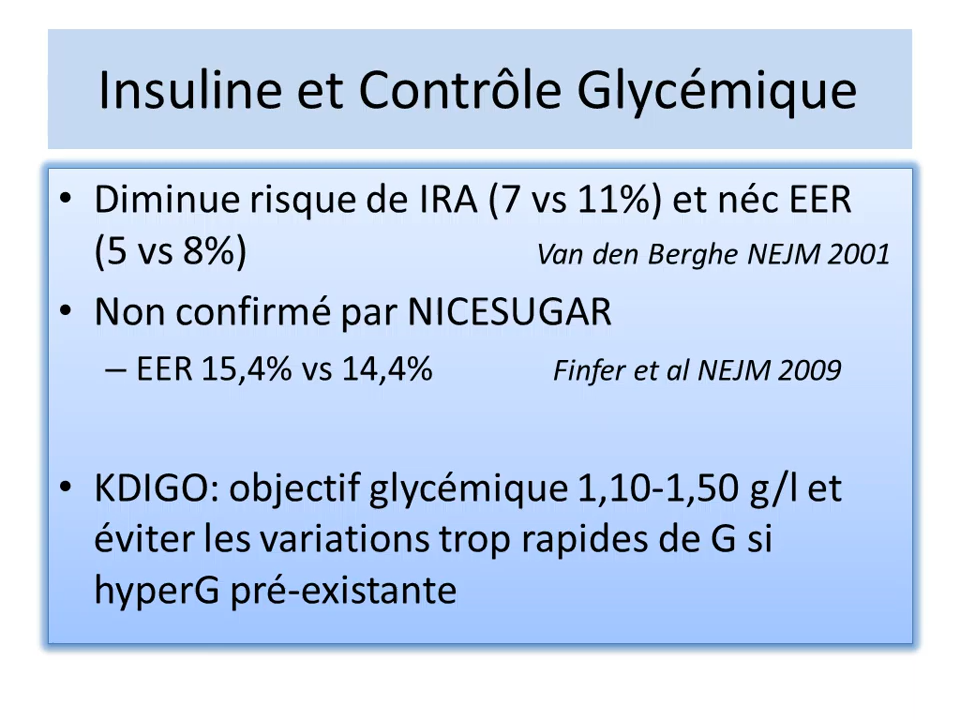 Insuline et Contrôle Glycémique
• Diminue risque de IRA (7 vs 11%) et néc EER
(5 vs 8%) Van den Berghe NEJM 2001
• Non confirmé par NICESUGAR
– EER 15,4% vs 14,4% Finfer et al NEJM 2009
• KDIGO: objectif glycémique 1,10-1,50 g/l et
éviter les variations trop rapides de G si
hyperG pré-existante